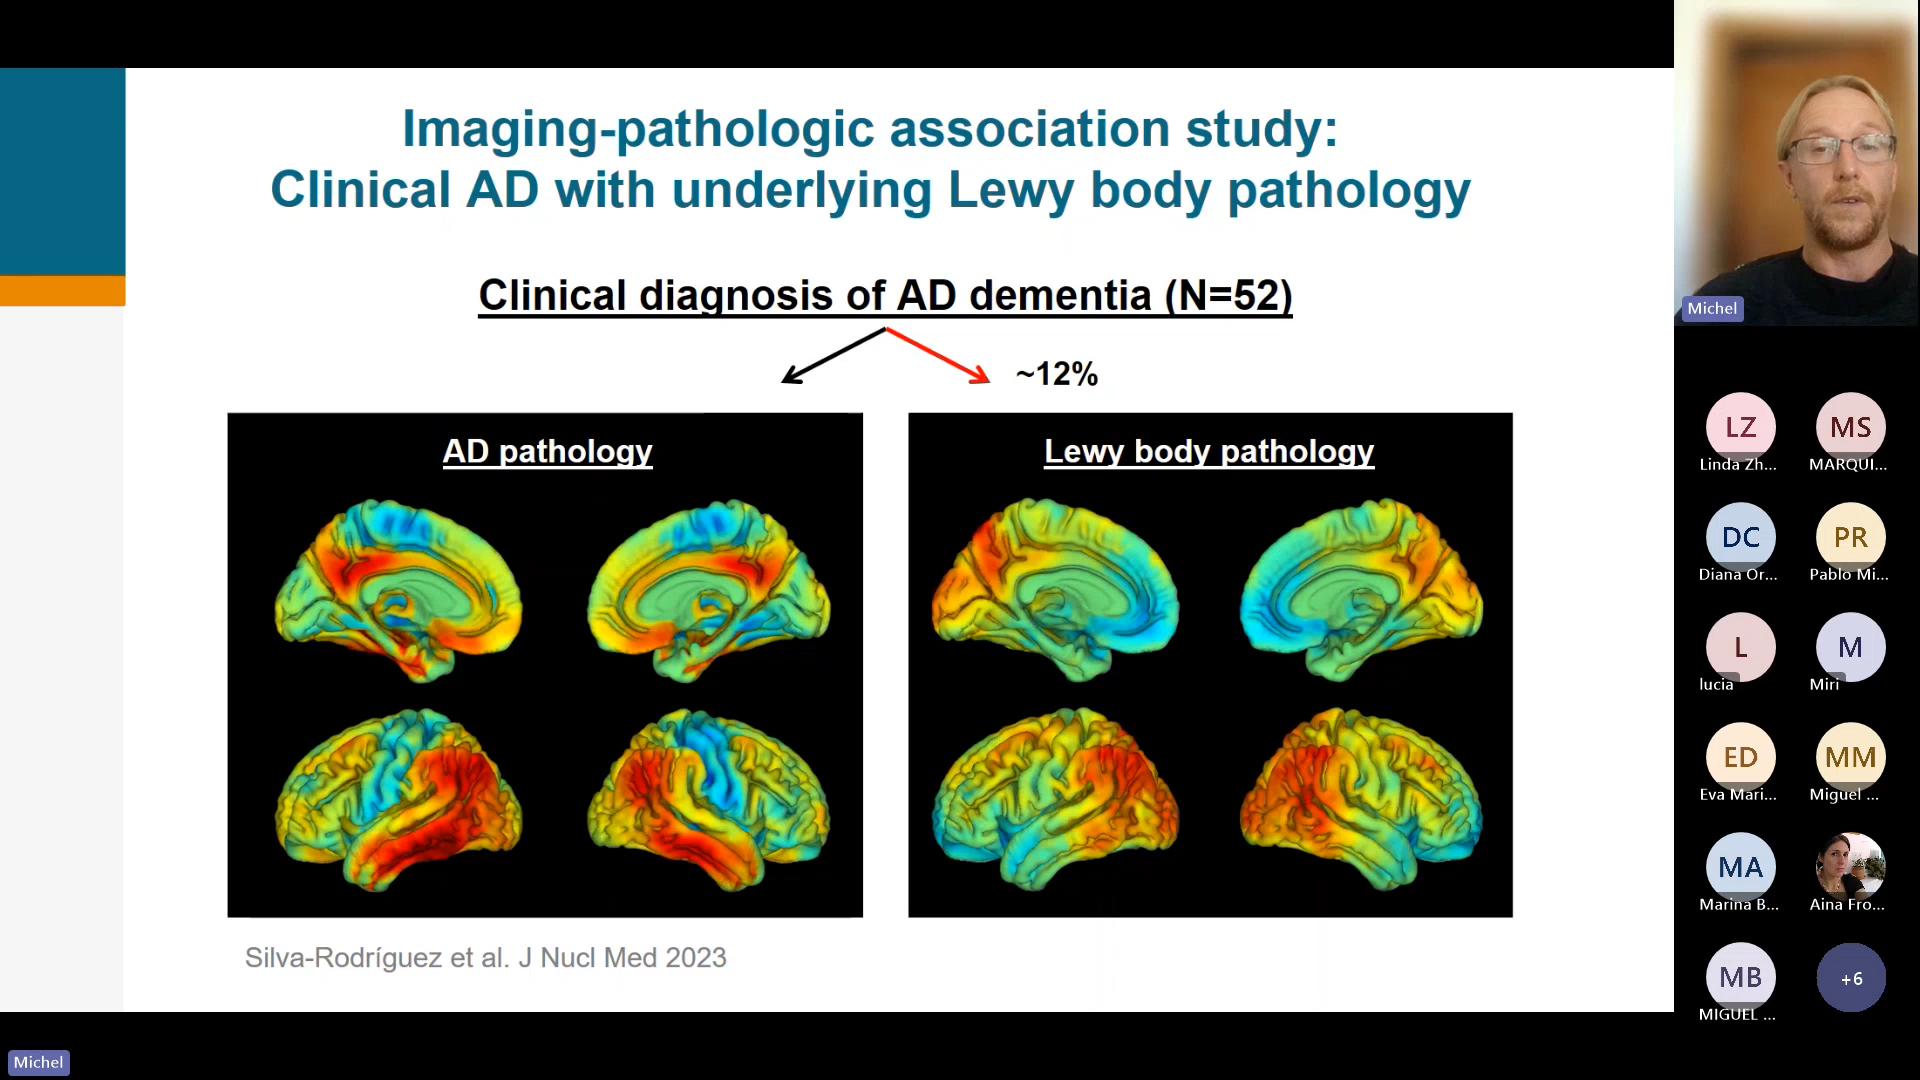 Imaging-pathologic association study:
Clinical AD with underlying Lewy body pathology
Clinical diagnosis of AD dementia (N=52)
~12%
AD pathology
Lewy body pathology
Silva-Rodríguez et al. J Nucl Med 2023
Michel
LZ
Linda Zh...
MS
MARQUI...
DC
Diana Or...
PR
Pablo Mi...
L
lucia
M
Miri
ED
Eva Mari...
MM
Miguel ...
MA
Marina B...
Aina Fro...
MB
MIGUEL ...
+6
Michel